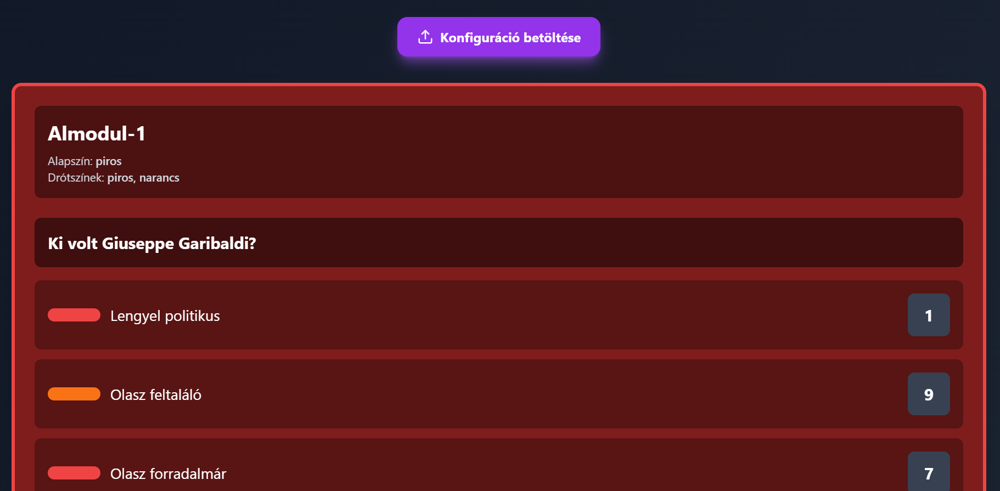 Konfiguráció betöltése
Almodul-1
Alapszín: piros
Drótszínek: piros, narancs
Ki volt Giuseppe Garibaldi?
Lengyel politikus
1
Olasz feltaláló
9
Olasz forradalmár
7